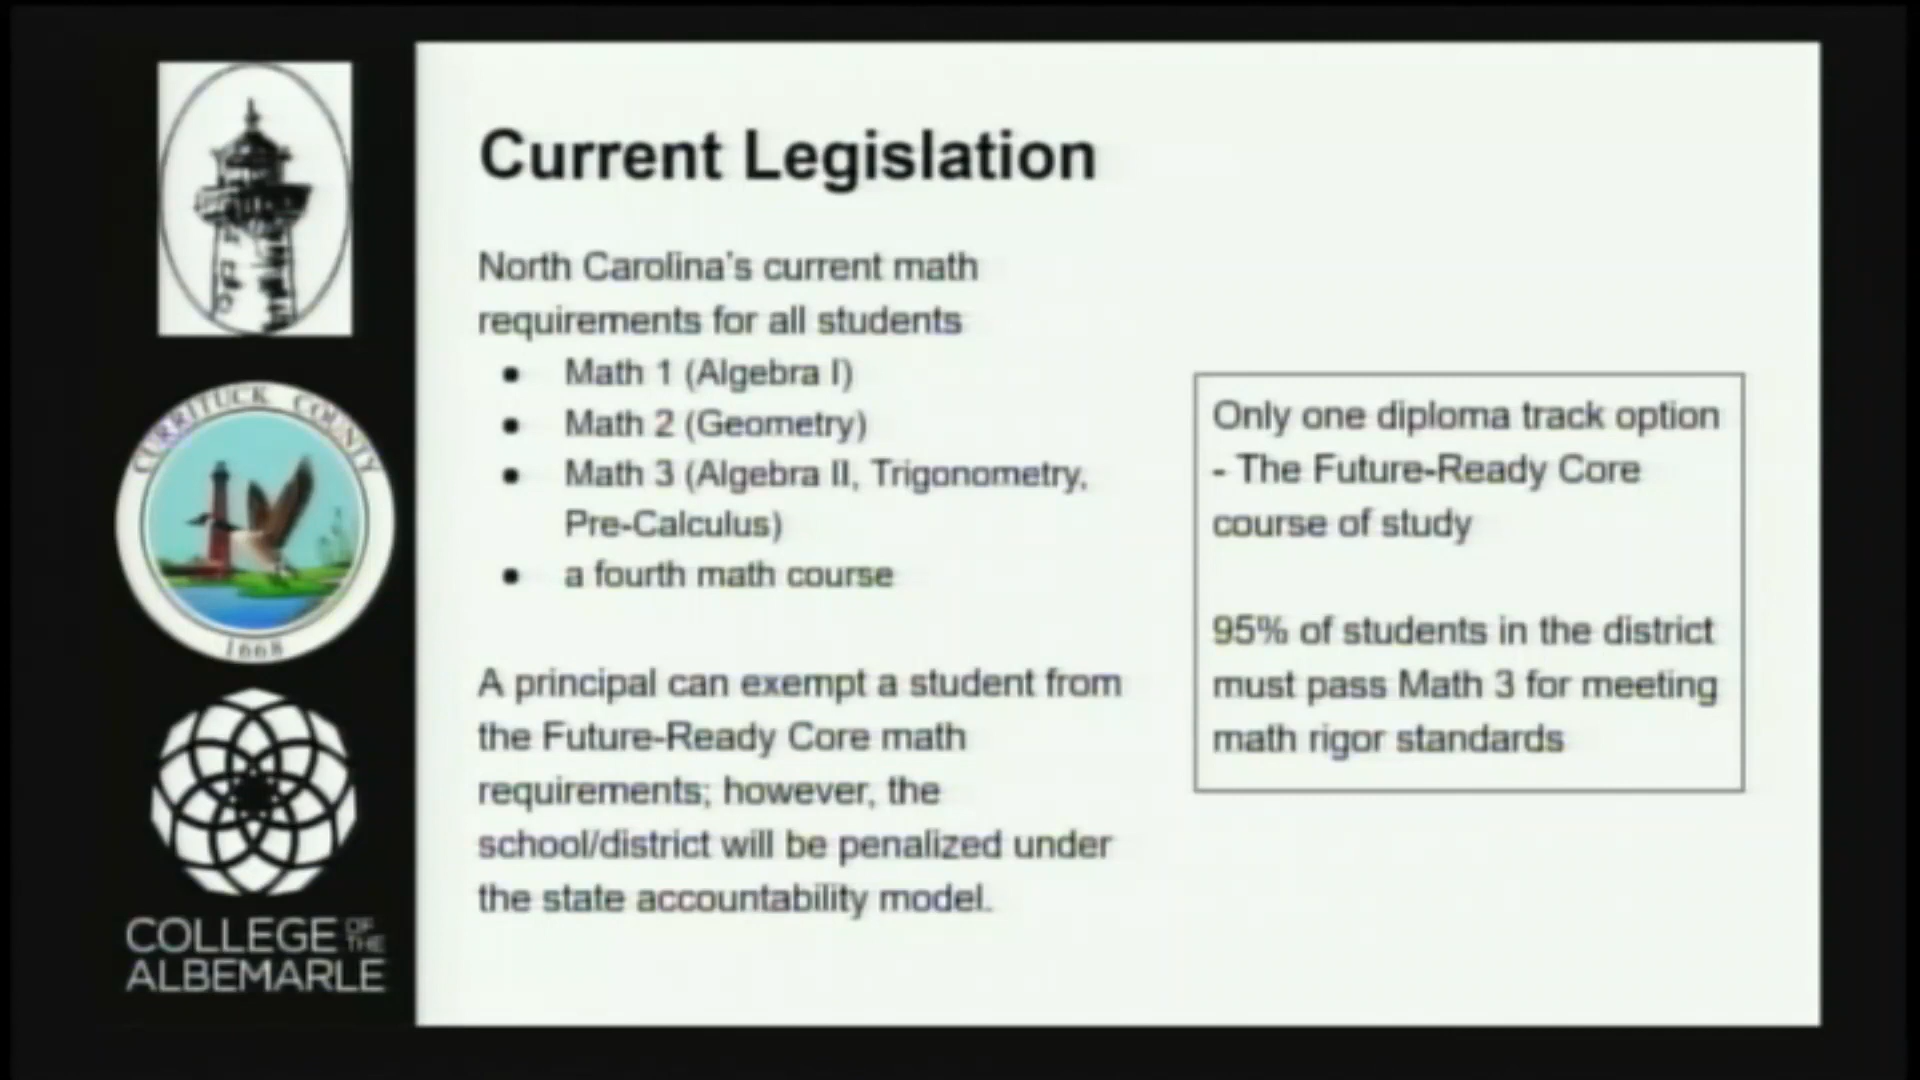 Current Legislation
North Carolina's current math
requirements for all students
● Math 1 (Algebra I)
● Math 2 (Geometry)
● Math 3 (Algebra II, Trigonometry,
Pre-Calculus)
● a fourth math course
A principal can exempt a student from
the Future-Ready Core math
requirements; however, the
school/district will be penalized under
the state accountability model.
Only one diploma track option
- The Future-Ready Core
course of study
95% of students in the district
must pass Math 3 for meeting
math rigor standards
CURRITUCK COUNTY
1668
COLLEGE OF THE
ALBEMARLE